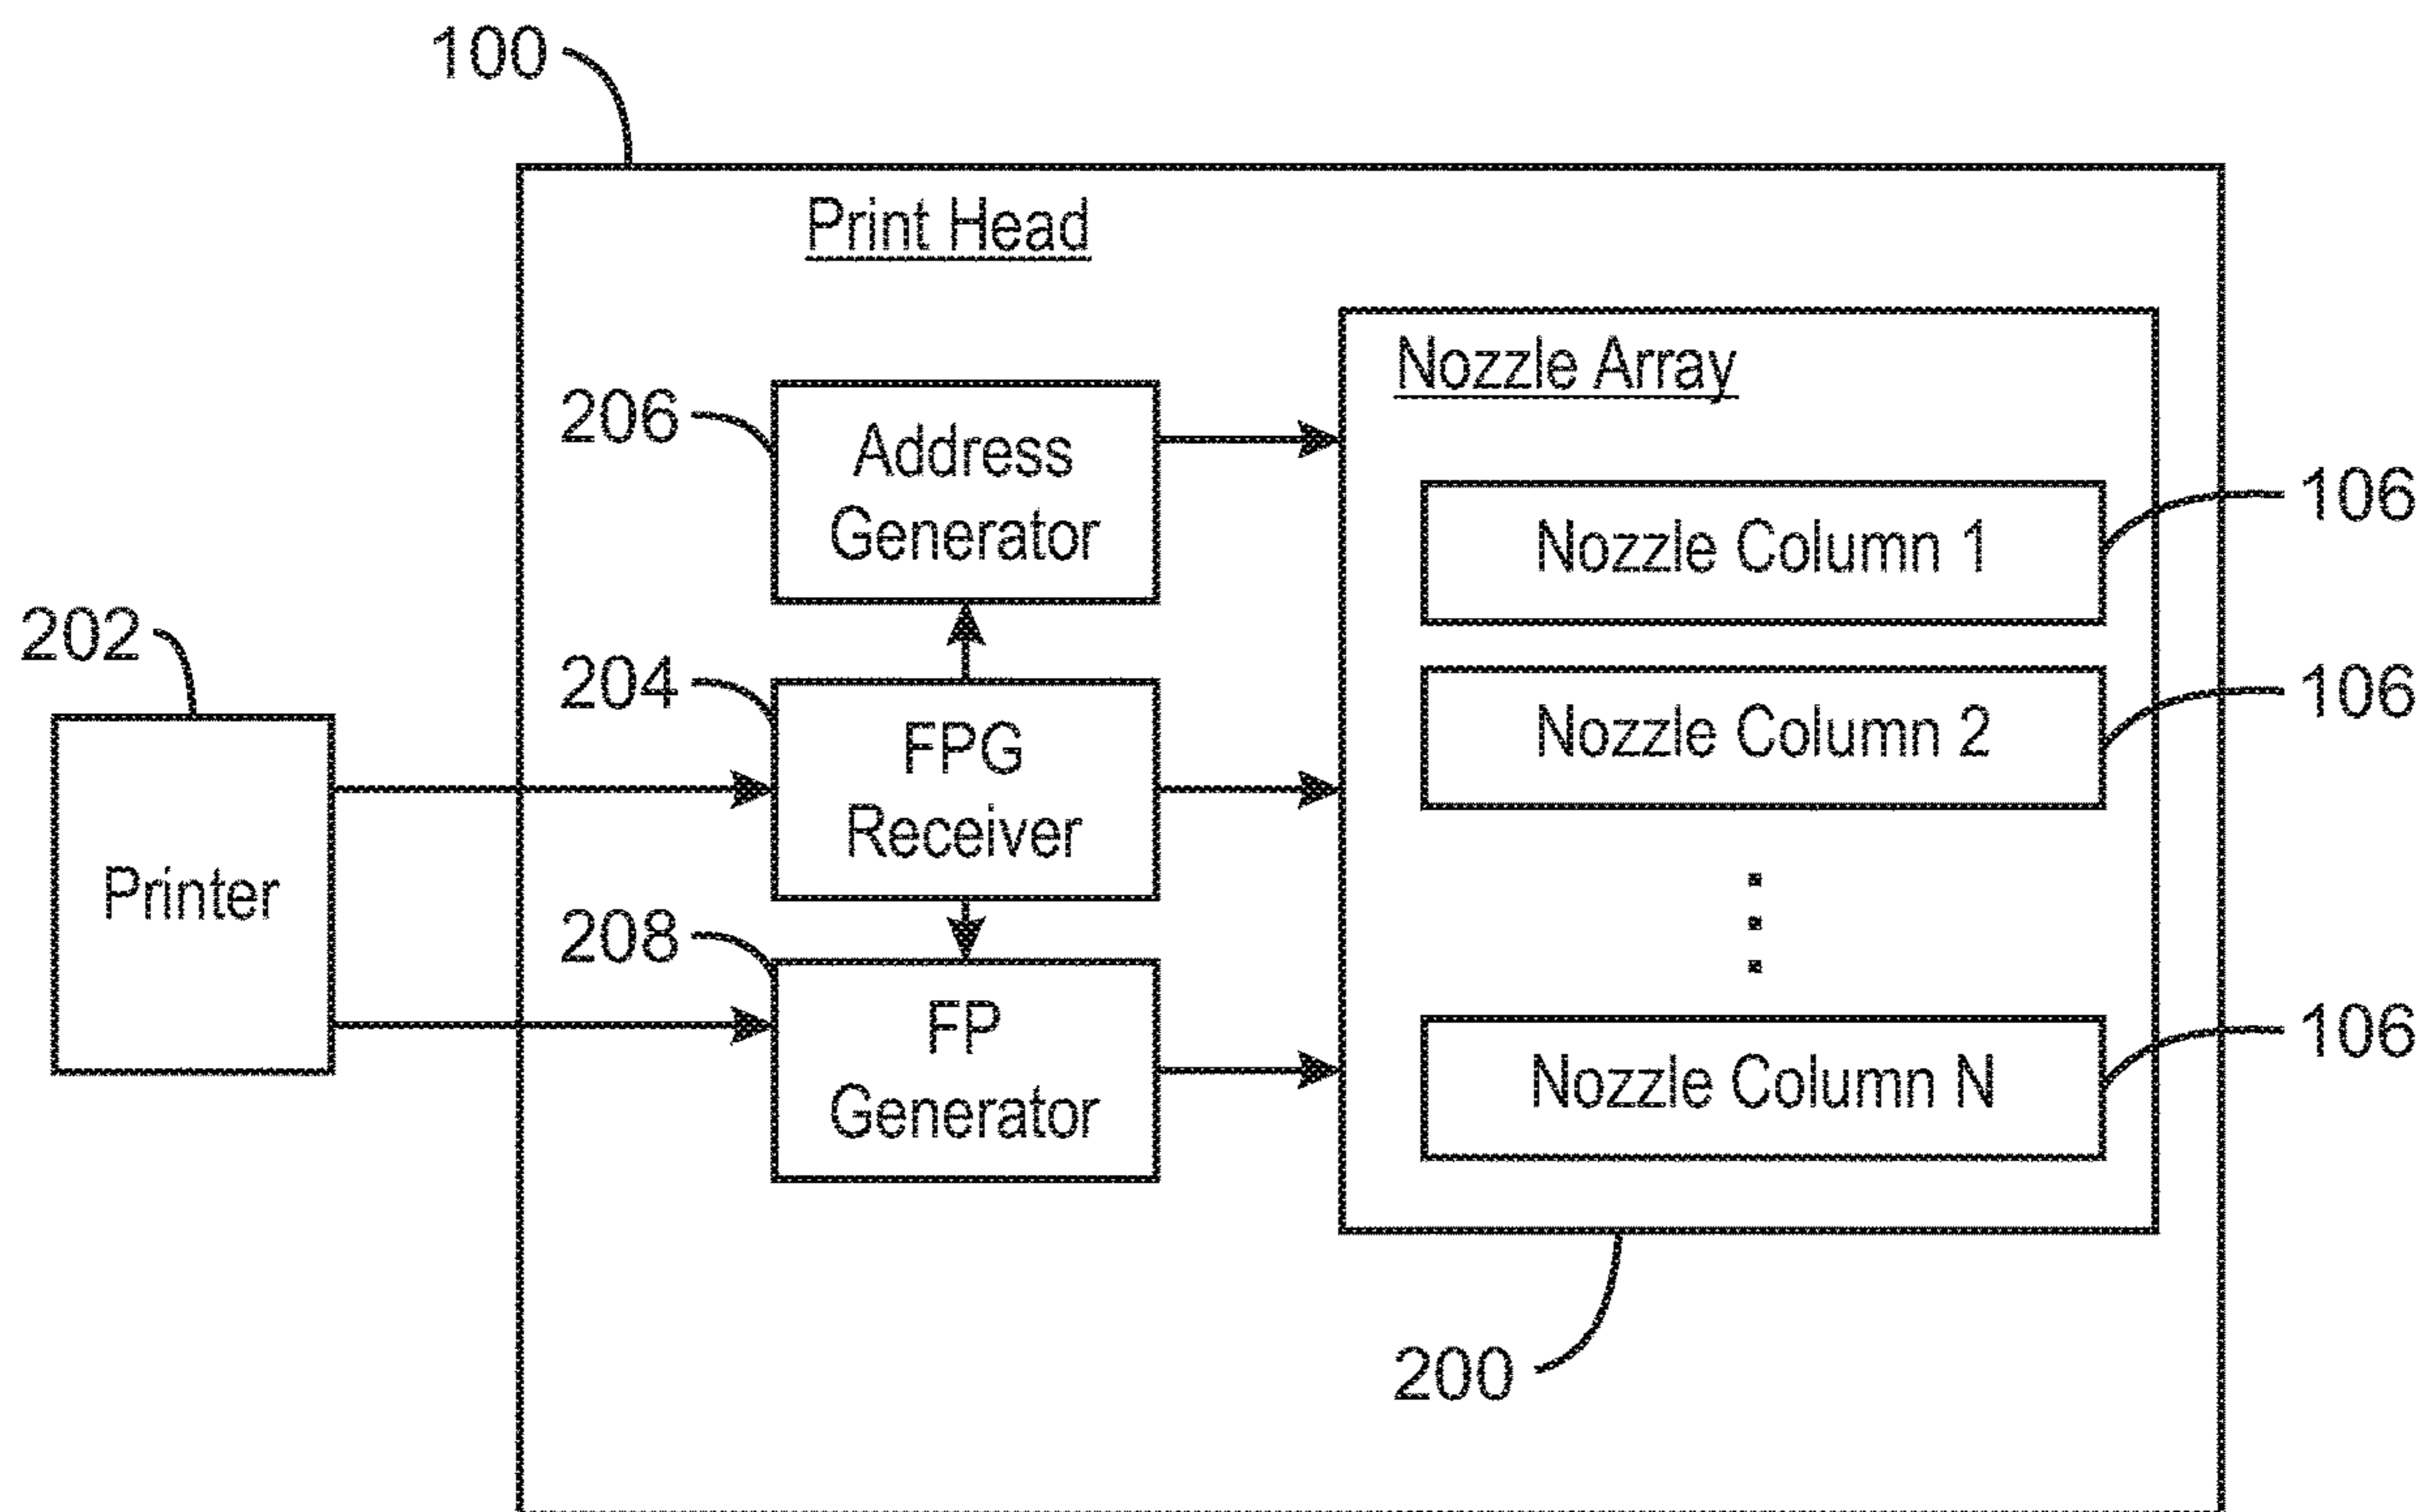 100
Print Head
Nozzle Array
206
Address
Generator
106
Nozzle Column 1
202
204
FPG
Receiver
106
Nozzle Column 2
Printer
208
FP
Generator
106
Nozzle Column N
200